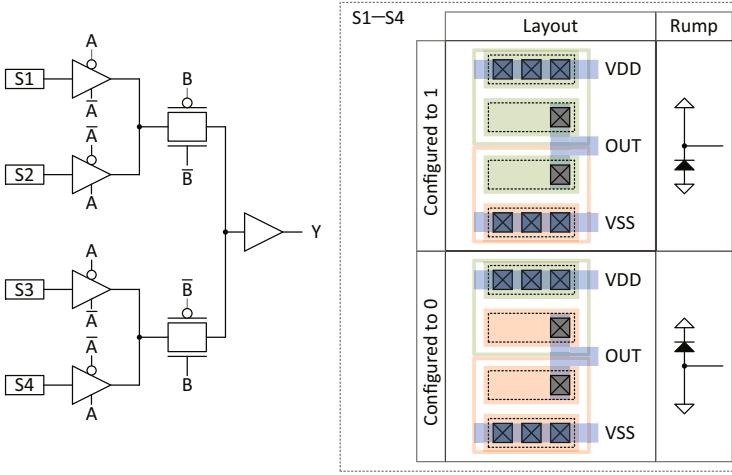 S1—S4
Layout
Rump
A
S1
A̅
B
A̅
B̅
S2
A
Y
A
S3
B̅
A̅
A̅
B
S4
A
Configured to 1
VDD
OUT
VSS
Configured to 0
VDD
OUT
VSS